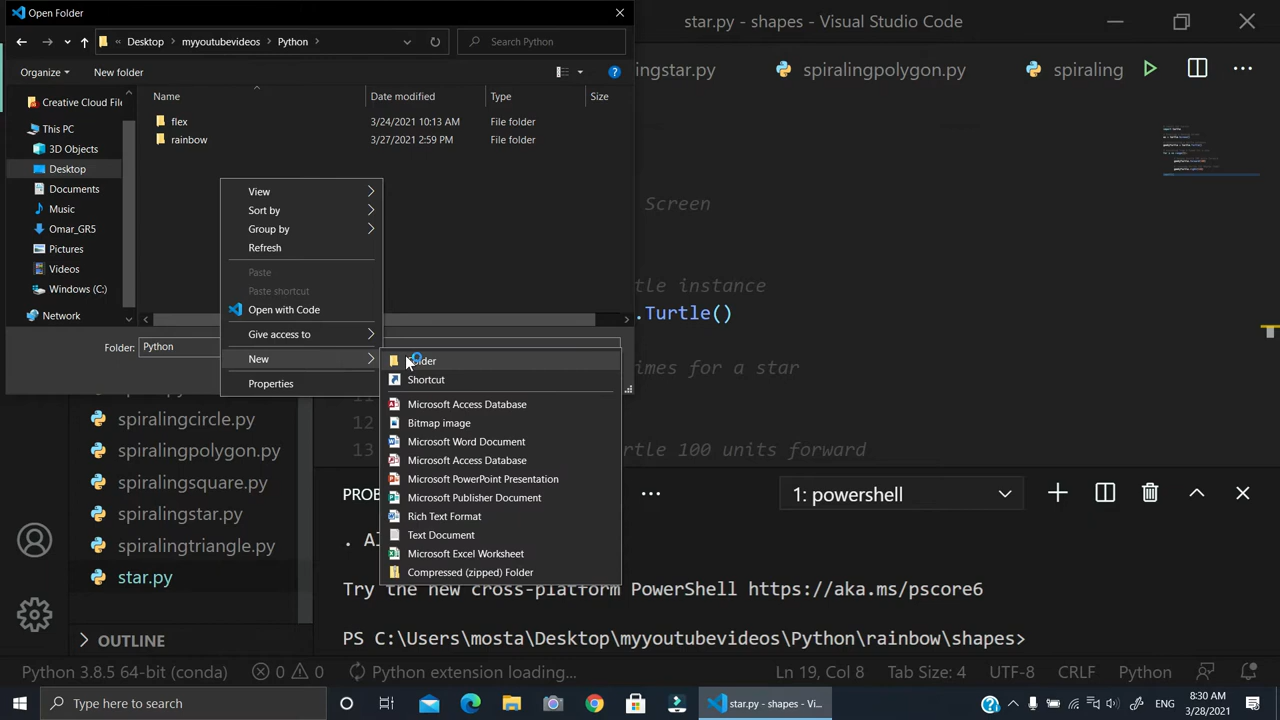 Open Folder
star.py - shapes - Visual Studio Code
Desktop
myyoutubevideos
Python
Search Python
Organize
New folder
ngstar.py
spiralingpolygon.py
spiraling
Name
Date modified
Type
Size
Creative Cloud File
This PC
3D Objects
Desktop
Documents
Music
Omar_GR5
Pictures
Videos
Windows (C:)
Network
flex
3/24/2021 10:13 AM
File folder
rainbow
3/27/2021 2:59 PM
File folder
Folder:
Python
View
Sort by
Group by
Refresh
Paste
Paste shortcut
Open with Code
Give access to
New
Properties
Folder
Shortcut
Microsoft Access Database
Bitmap image
Microsoft Word Document
Microsoft Access Database
Microsoft PowerPoint Presentation
Microsoft Publisher Document
Rich Text Format
Text Document
Microsoft Excel Worksheet
Compressed (zipped) Folder
Screen
tle instance
.Turtle()
imes for a star
12
13
tle 100 units forward
spiralingcircle.py
spiralingpolygon.py
spiralingsquare.py
spiralingstar.py
spiralingtriangle.py
star.py
OUTLINE
PROB
1: powershell
Try the new cross-platform PowerShell https://aka.ms/pscore6
PS C:\Users\mosta\Desktop\myyoutubevideos\Python\rainbow\shapes>
Python 3.8.5 64-bit (conda)
0
0
Python extension loading...
Ln 19, Col 8
Tab Size: 4
UTF-8
CRLF
Python
Type here to search
star.py - shapes - Vi...
ENG
8:30 AM
3/28/2021